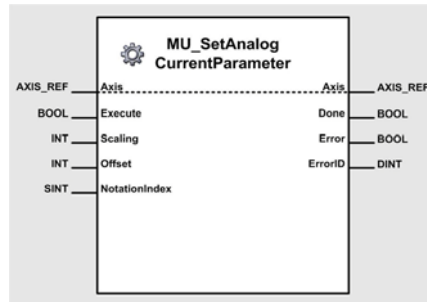 MU_SetAnalog
CurrentParameter
AXIS_REF Axis Axis AXIS_REF
BOOL Execute Done BOOL
INT Scaling Error BOOL
INT Offset ErrorID DINT
SINT NotationIndex